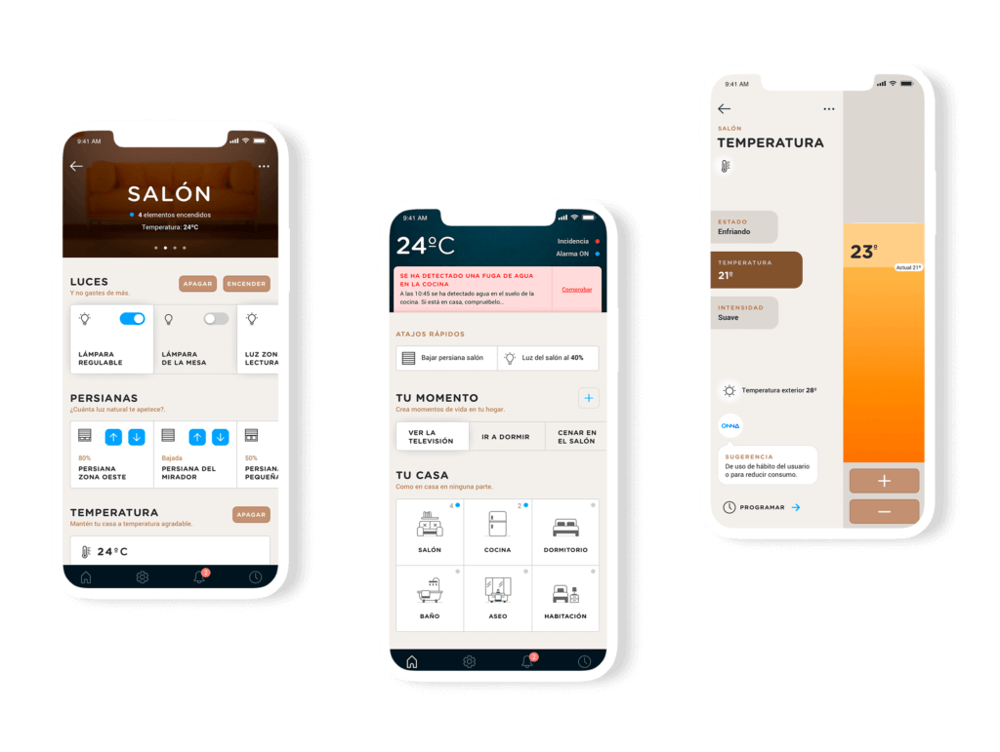 9:41 AM
SALÓN
4 elementos encendidos
Temperatura: 24ºC
LUCES
Y no gastes de más.
APAGAR
ENCENDER
LÁMPARA
REGULABLE
LÁMPARA
DE LA MESA
LUZ ZON
LECTURA
PERSIANAS
¿Cuánta luz natural te apetece?.
80%
PERSIANA
ZONA OESTE
Bajada
PERSIANA DEL
MIRADOR
50%
PERSIAN
PEQUEÑA
TEMPERATURA
Mantén tu casa a temperatura agradable.
APAGAR
24ºC
2
9:41 AM
24ºC
Incidencia
Alarma ON
SE HA DETECTADO UNA FUGA DE AGUA
EN LA COCINA
A las 10:45 se ha detectado agua en el suelo de la
cocina. Si está en casa, compruebelo...
Comprobar
ATAJOS RÁPIDOS
Bajar persiana salón
Luz del salón al 40%
TU MOMENTO
Crea momentos de vida en tu hogar.
VER LA
TELEVISIÓN
IR A DORMIR
CENAR EN
EL SALÓN
TU CASA
Como en casa en ninguna parte.
4
SALÓN
2
COCINA
DORMITORIO
BAÑO
ASEO
HABITACIÓN
2
9:41 AM
SALÓN
TEMPERATURA
ESTADO
Enfriando
TEMPERATURA
21º
INTENSIDAD
Suave
23º
Actual 21º
Temperatura exterior 28º
ONNA
SUGERENCIA
De uso de hábito del usuario
o para reducir consumo.
PROGRAMAR